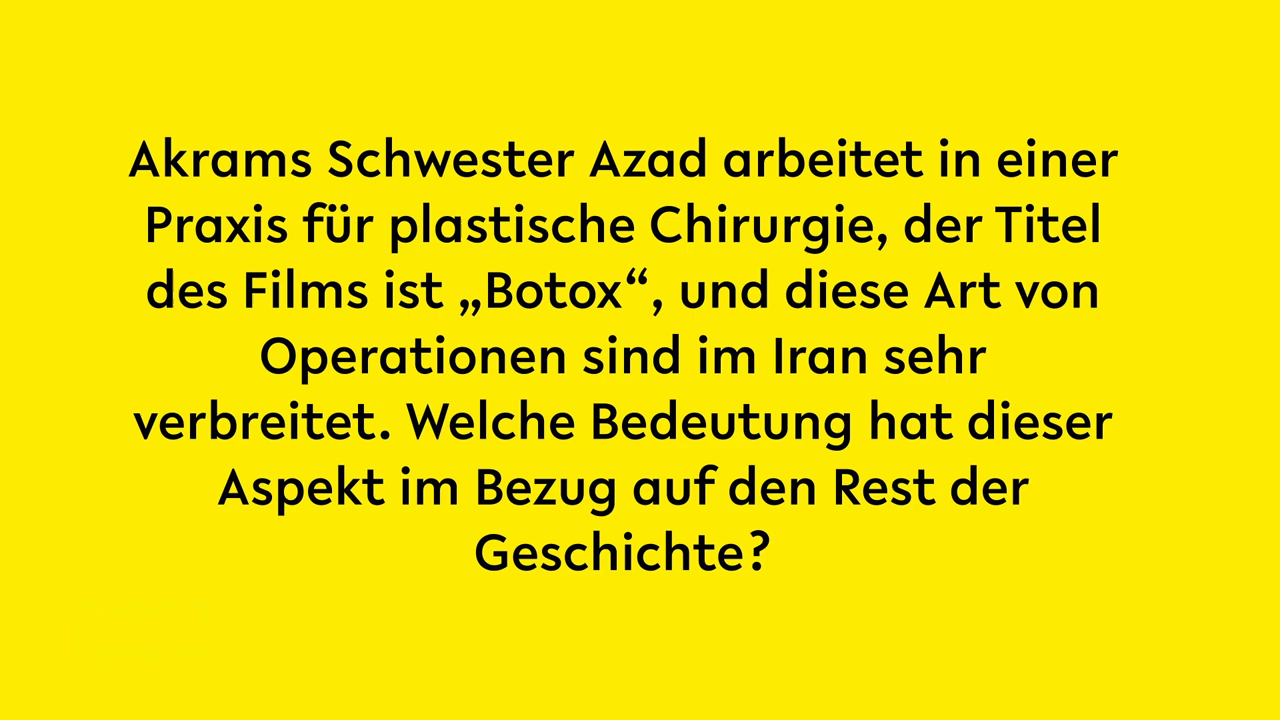 Akrams Schwester Azad arbeitet in einer
Praxis für plastische Chirurgie, der Titel
des Films ist „Botox“, und diese Art von
Operationen sind im Iran sehr
verbreitet. Welche Bedeutung hat dieser
Aspekt im Bezug auf den Rest der
Geschichte?